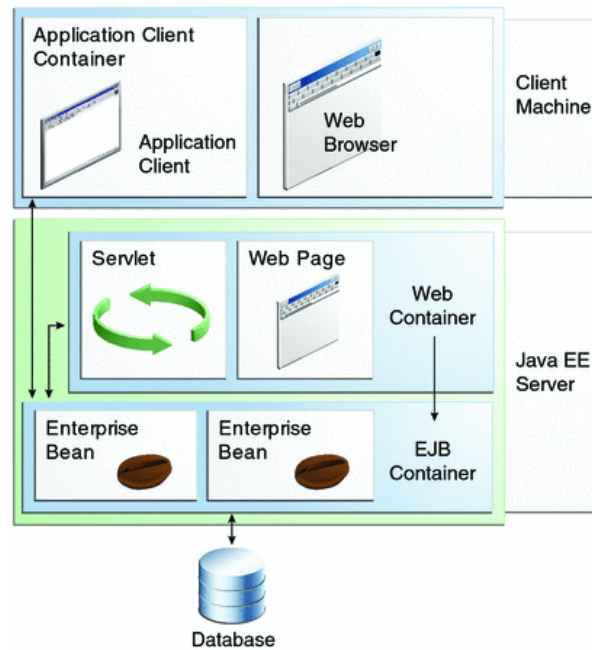 Application Client
Container
Application
Client
Web
Browser
Client
Machine
Servlet
Web Page
Web
Container
Java EE
Server
Enterprise
Bean
Enterprise
Bean
EJB
Container
Database